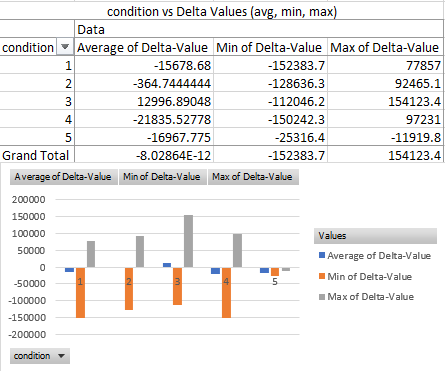 condition vs Delta Values (avg, min, max)
Data
condition Average of Delta-Value Min of Delta-Value Max of Delta-Value
1 -15678.68 -152383.7 77857
2 -364.7444444 -128636.3 92465.1
3 12996.89048 -112046.2 154123.4
4 -21835.52778 -150242.3 97231
5 -16967.775 -25316.4 -11919.8
Grand Total -8.02864E-12 -152383.7 154123.4
Average of Delta-Value Min of Delta-Value Max of Delta-Value
200000
150000
100000
50000
0
-50000
-100000
-150000
-200000
1 2 3 4 5
Values
Average of Delta-Value
Min of Delta-Value
Max of Delta-Value
condition